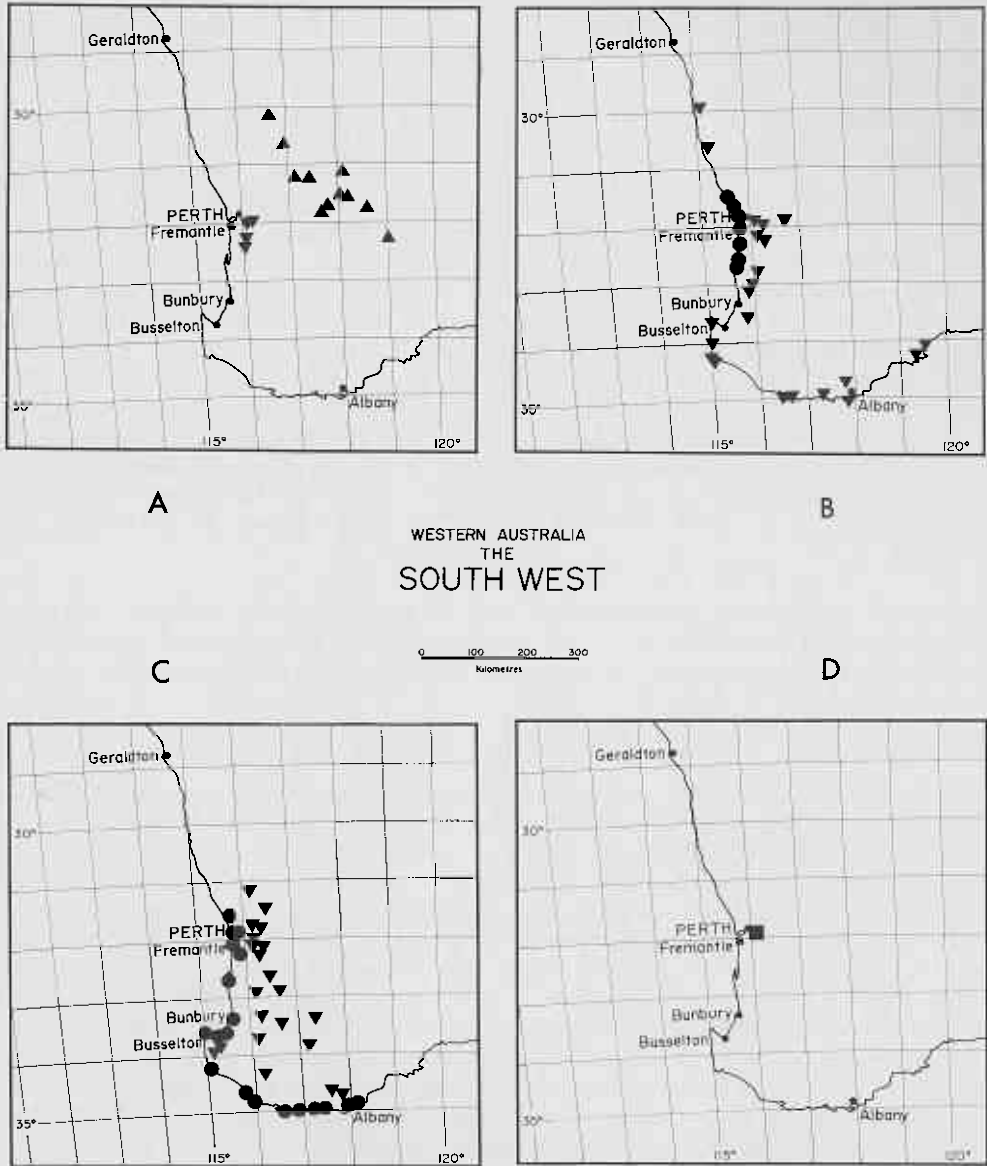 Geraldton
30°
PERTH
Fremantle
Bunbury
Busselton
Albany
35°
115°
120°
A
Geraldton
30°
PERTH
Fremantle
Bunbury
Busselton
Albany
35°
115°
120°
B
WESTERN AUSTRALIA
THE
SOUTH WEST
0 100 200 300
Kilometres
C
D
Geraldton
30°
PERTH
Fremantle
Bunbury
Busselton
Albany
35°
115°
120°
Geraldton
30°
PERTH
Fremantle
Bunbury
Busselton
Albany
30°
115°
120°